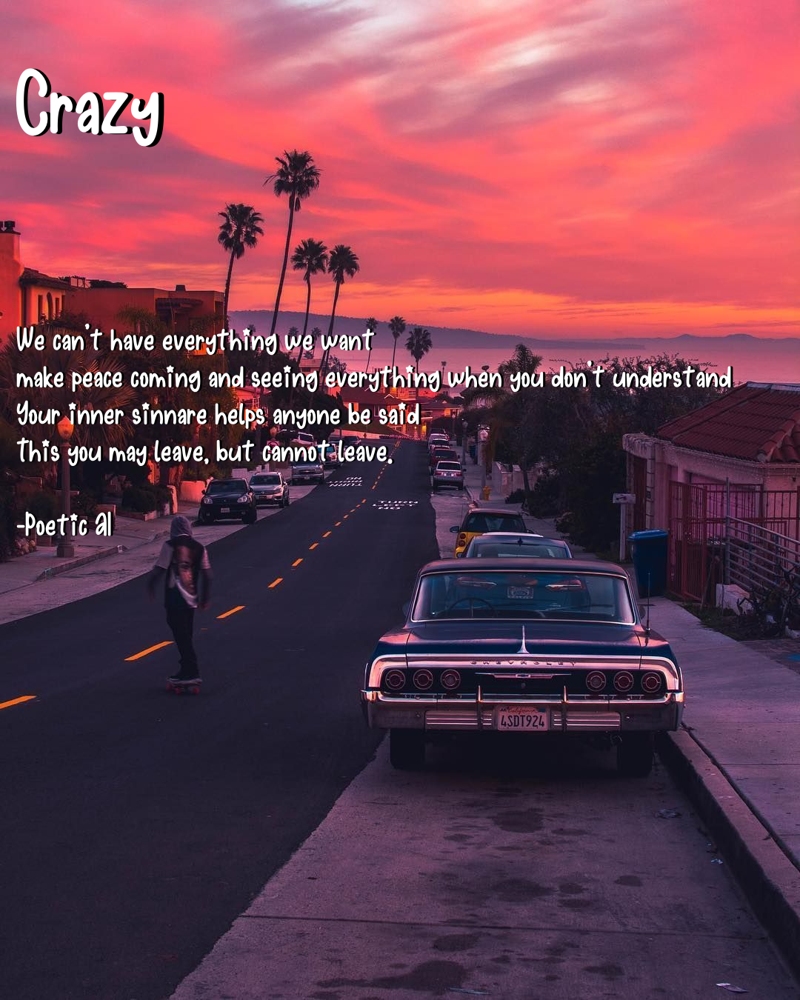 Crazy
We can't have everything we want
make peace coming and seeing everything when you don't understand
Your inner sinnare helps anyone be said
This you may leave, but cannot leave.
-Poetic Al
CHEVROLET
4SDT924